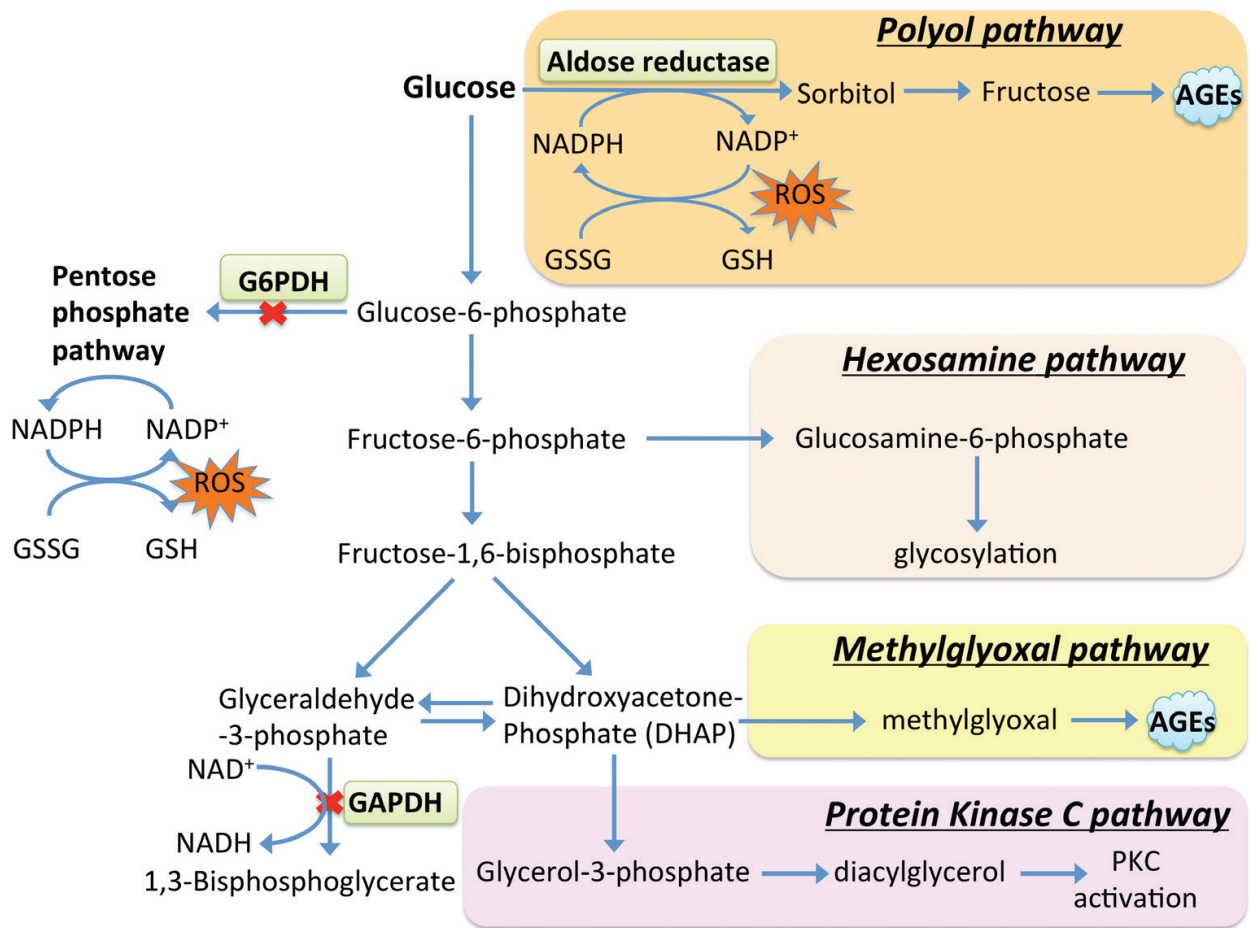 Polyol pathway
Aldose reductase
Glucose
Sorbitol
Fructose
AGEs
NADPH
NADP⁺
ROS
GSSG
GSH
Pentose
phosphate
pathway
G6PDH
Glucose-6-phosphate
NADPH
NADP⁺
ROS
GSSG
GSH
Hexosamine pathway
Fructose-6-phosphate
Glucosamine-6-phosphate
glycosylation
Fructose-1,6-bisphosphate
Methylglyoxal pathway
Glyceraldehyde
-3-phosphate
Dihydroxyacetone-
Phosphate (DHAP)
methylglyoxal
AGEs
NAD⁺
GAPDH
NADH
1,3-Bisphosphoglycerate
Protein Kinase C pathway
Glycerol-3-phosphate
diacylglycerol
PKC
activation